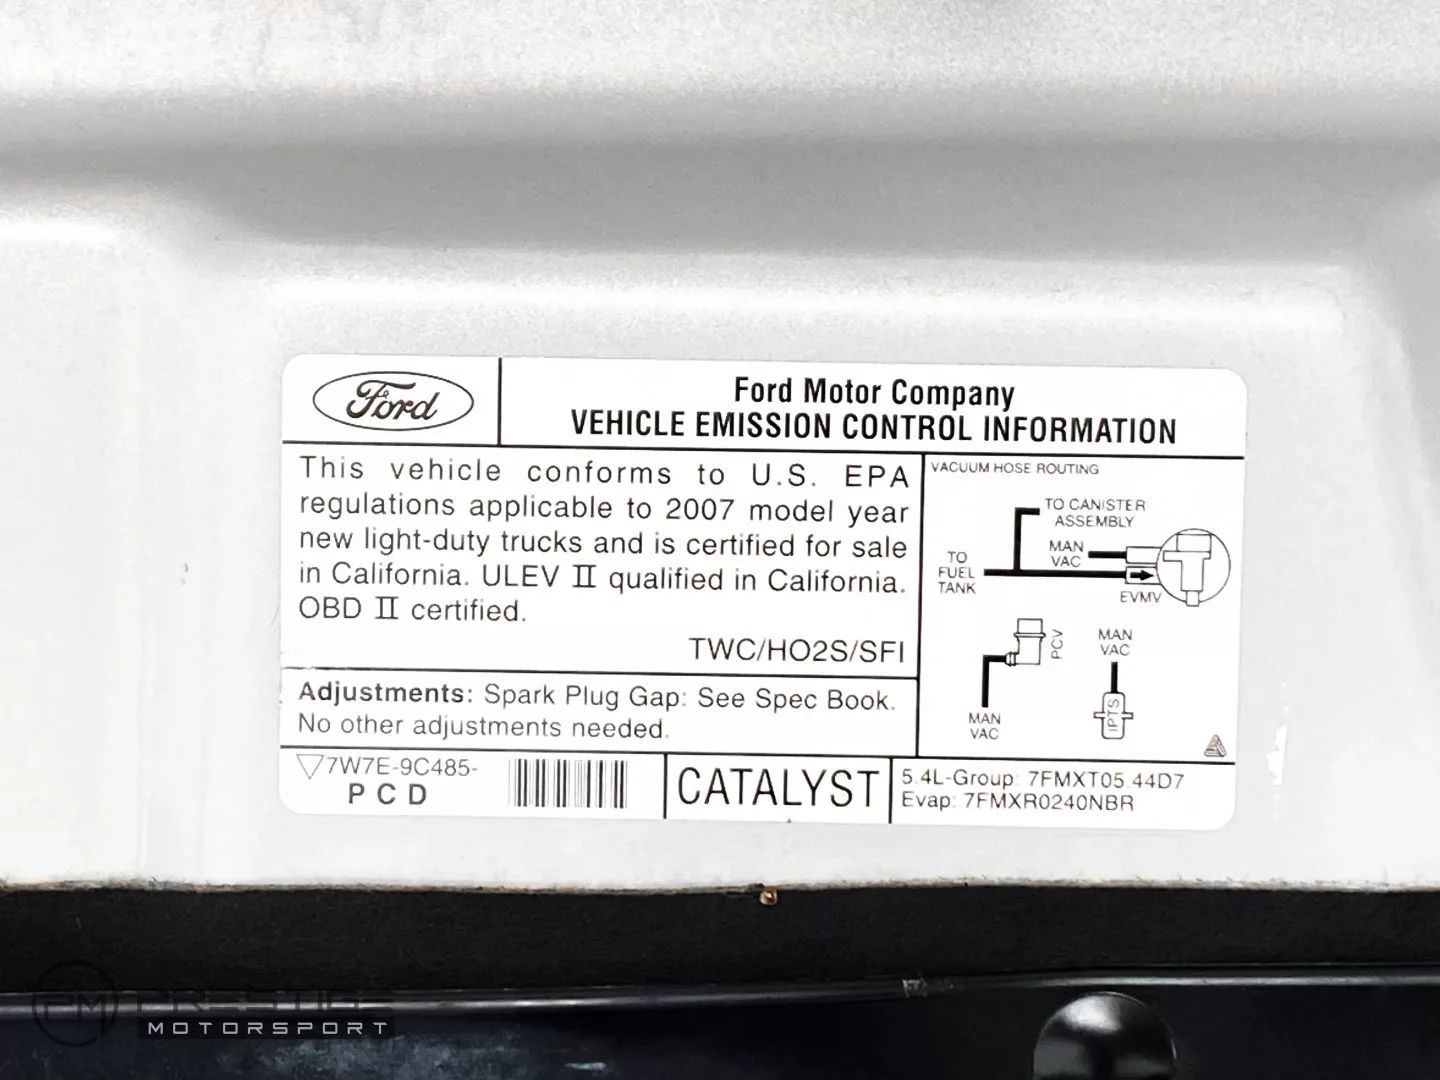 Ford
Ford Motor Company
VEHICLE EMISSION CONTROL INFORMATION
This vehicle conforms to U.S. EPA
regulations applicable to 2007 model year
new light-duty trucks and is certified for sale
in California. ULEV II qualified in California.
OBD II certified.
TWC/HO2S/SFI
Adjustments: Spark Plug Gap: See Spec Book.
No other adjustments needed.
VACUUM HOSE ROUTING
TO CANISTER
ASSEMBLY
MAN
VAC
TO
FUEL
TANK
EVMV
PCV
MAN
VAC
MAN
VAC
IPTS
7W7E-9C485-
P C D
CATALYST
5.4L-Group: 7FMXT05.44D7
Evap: 7FMXR0240NBR
PM PRESTIGE
MOTORSPORT